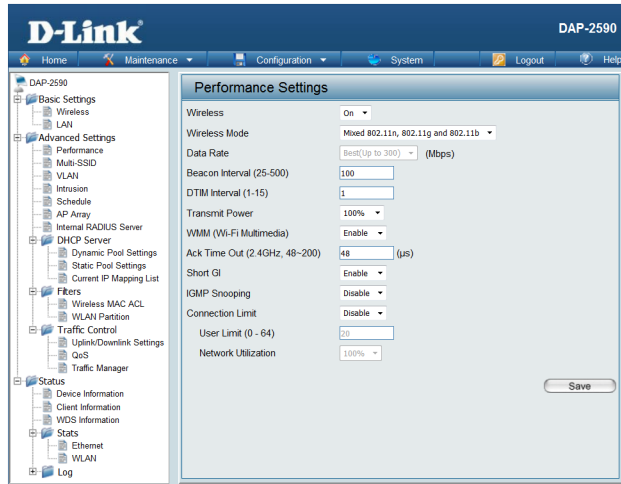 D-Link®
DAP-2590
Home Maintenance Configuration System Logout Help
DAP-2590
Basic Settings
Wireless
LAN
Advanced Settings
Performance
Multi-SSID
VLAN
Intrusion
Schedule
AP Array
Internal RADIUS Server
DHCP Server
Dynamic Pool Settings
Static Pool Settings
Current IP Mapping List
Filters
Wireless MAC ACL
WLAN Partition
Traffic Control
Uplink/Downlink Settings
QoS
Traffic Manager
Status
Device Information
Client Information
WDS Information
Stats
Ethernet
WLAN
Log
Performance Settings
Wireless On
Wireless Mode Mixed 802.11n, 802.11g and 802.11b
Data Rate Best(Up to 300) (Mbps)
Beacon Interval (25-500) 100
DTIM Interval (1-15) 1
Transmit Power 100%
WMM (Wi-Fi Multimedia) Enable
Ack Time Out (2.4GHz, 48~200) 48 (µs)
Short GI Enable
IGMP Snooping Disable
Connection Limit Disable
User Limit (0 - 64) 20
Network Utilization 100%
Save